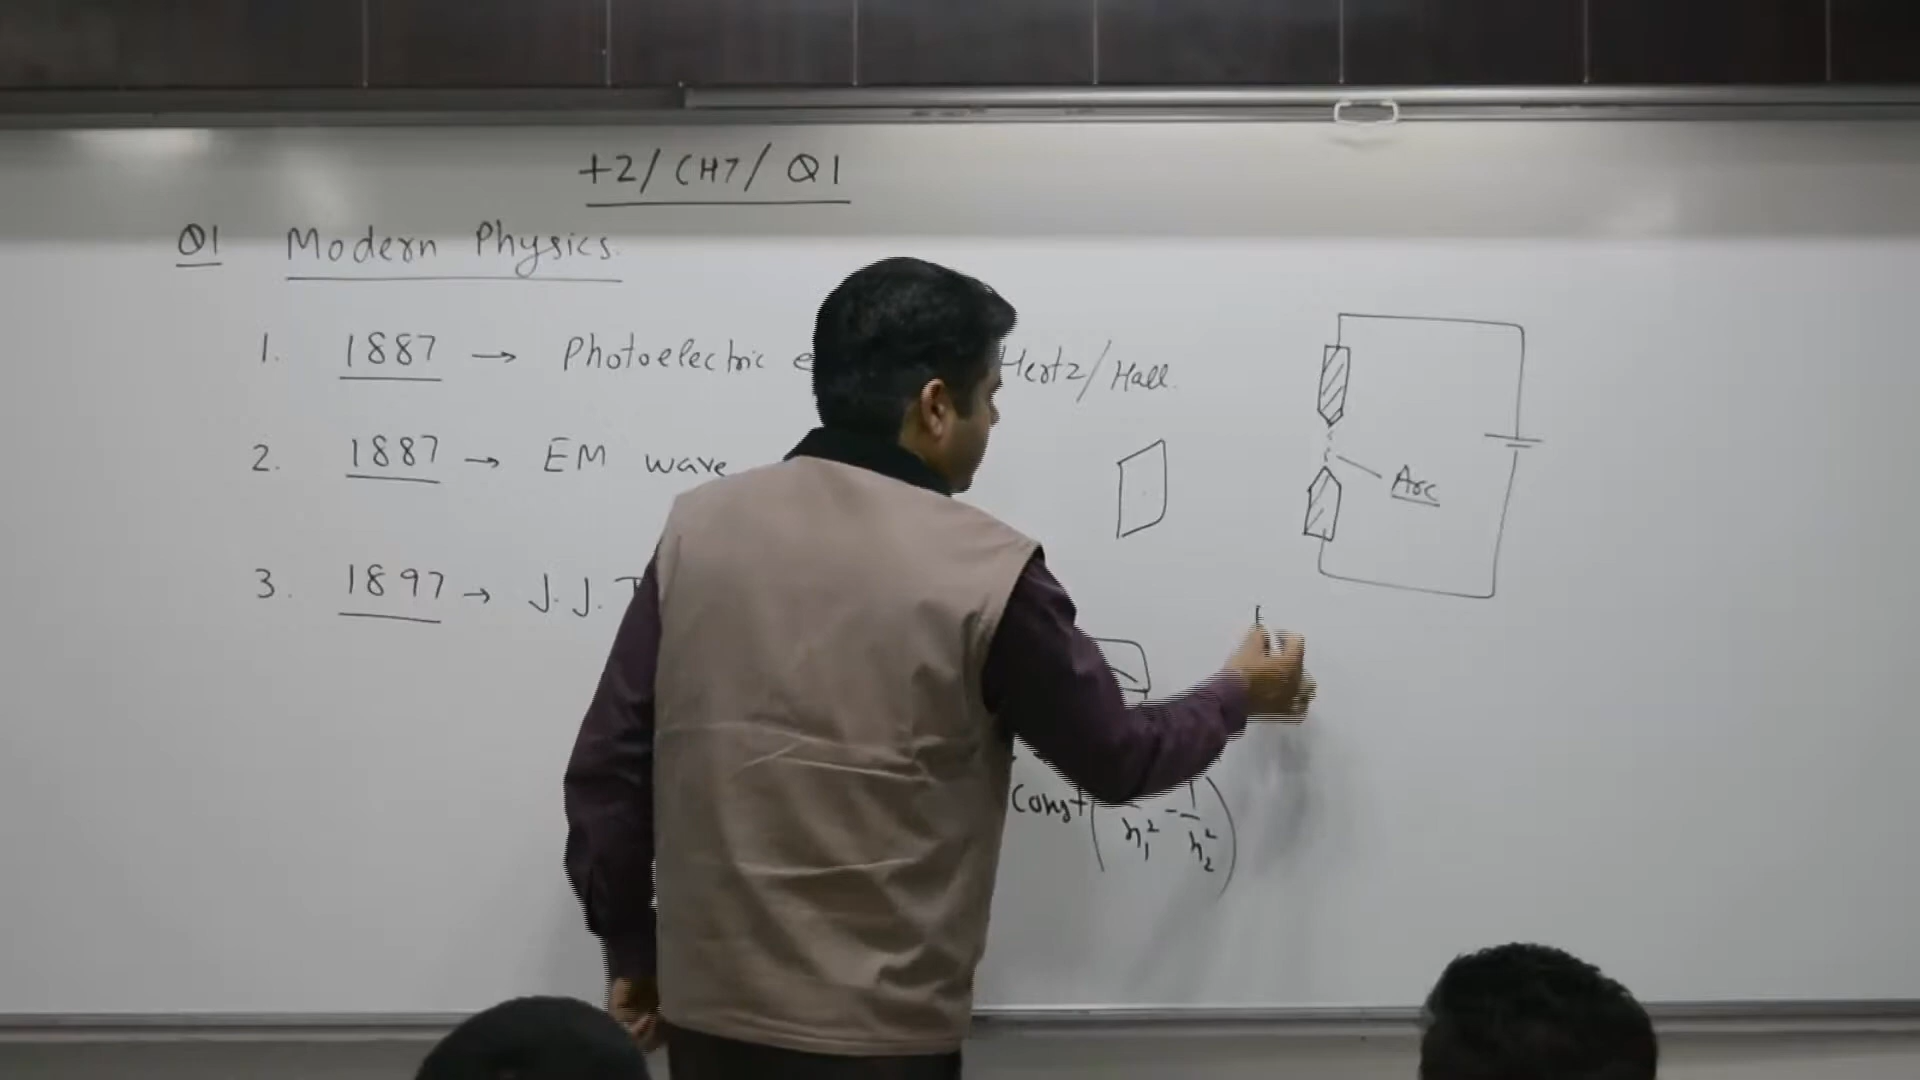 +2/ CH7/ Q1
Q1 Modern Physics.
1. 1887 → Photoelectric Hertz/Hall.
2. 1887 → EM wave
Arc
3. 1897 → J.J.
Const ( n₁² - 1/n₂² )